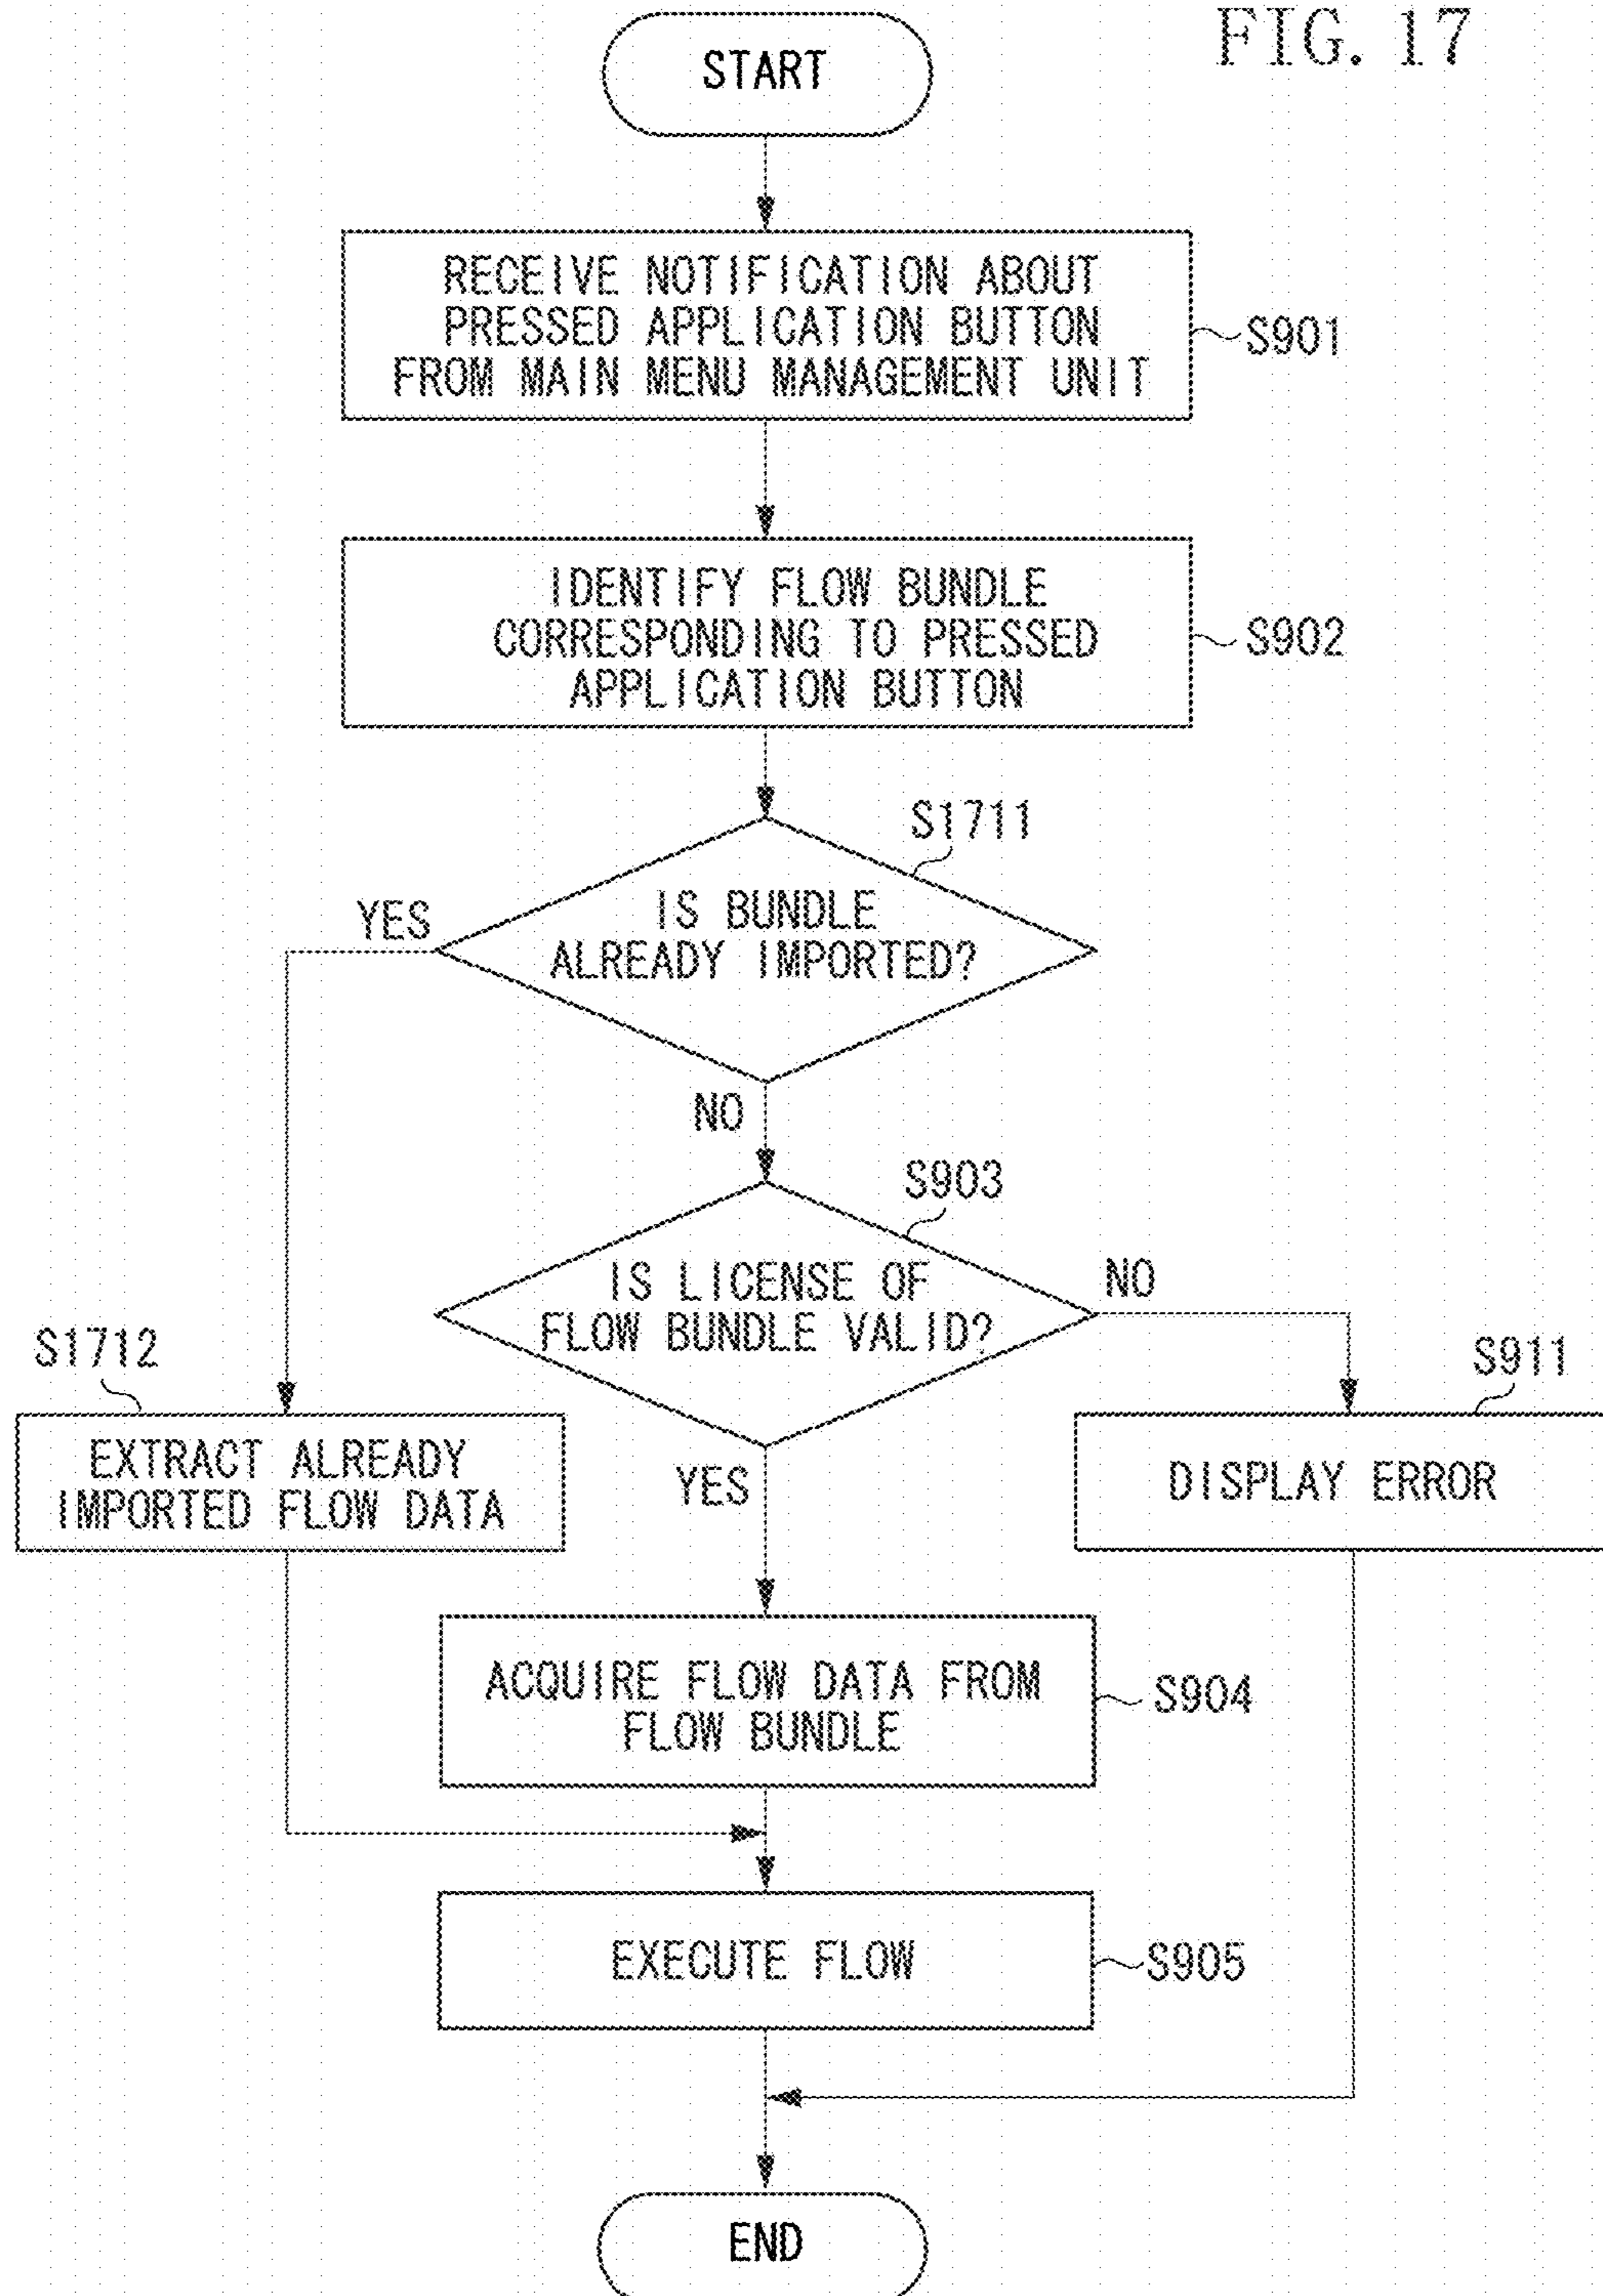 FIG. 17
START
RECEIVE NOTIFICATION ABOUT
PRESSED APPLICATION BUTTON
FROM MAIN MENU MANAGEMENT UNIT
S901
IDENTIFY FLOW BUNDLE
CORRESPONDING TO PRESSED
APPLICATION BUTTON
S902
S1711
IS BUNDLE
ALREADY IMPORTED?
YES
NO
S903
IS LICENSE OF
FLOW BUNDLE VALID?
NO
YES
S1712
EXTRACT ALREADY
IMPORTED FLOW DATA
S911
DISPLAY ERROR
ACQUIRE FLOW DATA FROM
FLOW BUNDLE
S904
EXECUTE FLOW
S905
END